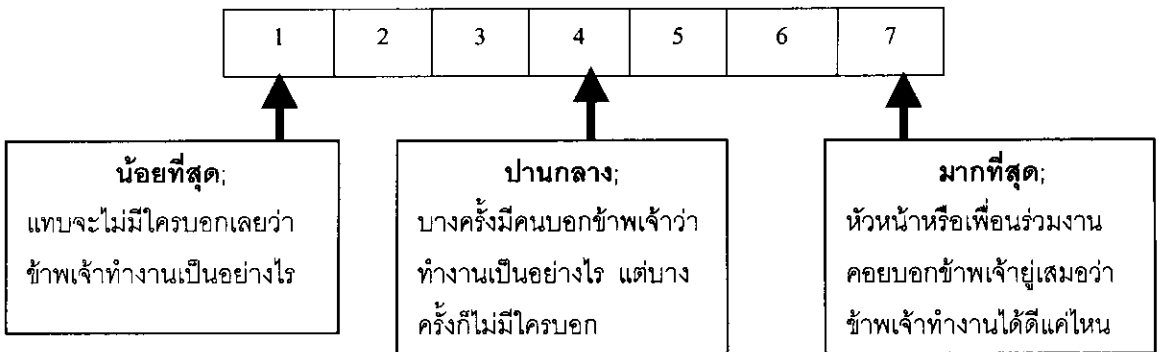 1 2 3 4 5 6 7
น้อยที่สุด;
แทบจะไม่มีใครบอกเลยว่า
ข้าพเจ้าทำงานเป็นอย่างไร
ปานกลาง;
บางครั้งมีคนบอกข้าพเจ้าว่า
ทำงานเป็นอย่างไร แต่บาง
ครั้งก็ไม่มีใครบอก
มากที่สุด;
หัวหน้าหรือเพื่อนร่วมงาน
คอยบอกข้าพเจ้ายู่เสมอว่า
ข้าพเจ้าทำงานได้ดีแค่ไหน